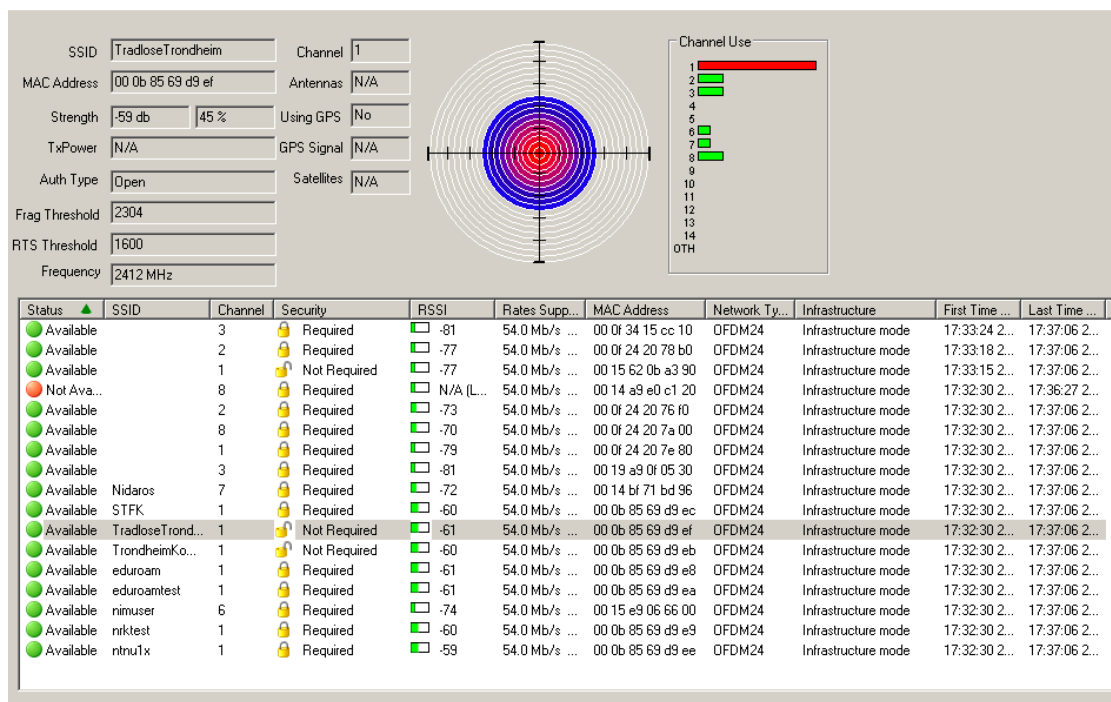 SSID TradloseTrondheim Channel 1
MAC Address 00 0b 85 69 d9 ef Antennas N/A
Strength -59 db 45 % Using GPS No
TxPower N/A GPS Signal N/A
Auth Type Open Satellites N/A
Frag Threshold 2304
RTS Threshold 1600
Frequency 2412 MHz
Channel Use
1
2
3
4
5
6
7
8
9
10
11
12
13
14
OTH
Status SSID Channel Security RSSI Rates Supp... MAC Address Network Ty... Infrastructure First Time ... Last Time ...
Available 3 Required -81 54.0 Mb/s ... 00 0f 34 15 cc 10 OFDM24 Infrastructure mode 17:33:24 2... 17:37:06 2...
Available 2 Required -77 54.0 Mb/s ... 00 0f 24 20 78 b0 OFDM24 Infrastructure mode 17:33:18 2... 17:37:06 2...
Available 1 Not Required -77 54.0 Mb/s ... 00 15 62 0b a3 90 OFDM24 Infrastructure mode 17:33:15 2... 17:37:06 2...
Not Ava... 8 Required N/A (L... 54.0 Mb/s ... 00 14 a9 e0 c1 20 OFDM24 Infrastructure mode 17:32:30 2... 17:36:27 2...
Available 2 Required -73 54.0 Mb/s ... 00 0f 24 20 76 f0 OFDM24 Infrastructure mode 17:32:30 2... 17:37:06 2...
Available 8 Required -70 54.0 Mb/s ... 00 0f 24 20 7a 00 OFDM24 Infrastructure mode 17:32:30 2... 17:37:06 2...
Available 1 Required -79 54.0 Mb/s ... 00 0f 24 20 7e 80 OFDM24 Infrastructure mode 17:32:30 2... 17:37:06 2...
Available 3 Required -81 54.0 Mb/s ... 00 19 a9 0f 05 30 OFDM24 Infrastructure mode 17:32:30 2... 17:37:06 2...
Available Nidaros 7 Required -72 54.0 Mb/s ... 00 14 bf 71 bd 96 OFDM24 Infrastructure mode 17:32:30 2... 17:37:06 2...
Available STFK 1 Required -60 54.0 Mb/s ... 00 0b 85 69 d9 ec OFDM24 Infrastructure mode 17:32:30 2... 17:37:06 2...
Available TradloseTrond... 1 Not Required -61 54.0 Mb/s ... 00 0b 85 69 d9 ef OFDM24 Infrastructure mode 17:32:30 2... 17:37:06 2...
Available TrondheimKo... 1 Not Required -60 54.0 Mb/s ... 00 0b 85 69 d9 eb OFDM24 Infrastructure mode 17:32:30 2... 17:37:06 2...
Available eduroam 1 Required -61 54.0 Mb/s ... 00 0b 85 69 d9 e8 OFDM24 Infrastructure mode 17:32:30 2... 17:37:06 2...
Available eduroamtest 1 Required -61 54.0 Mb/s ... 00 0b 85 69 d9 ea OFDM24 Infrastructure mode 17:32:30 2... 17:37:06 2...
Available nimuser 6 Required -74 54.0 Mb/s ... 00 15 e9 06 66 00 OFDM24 Infrastructure mode 17:32:30 2... 17:37:06 2...
Available nrktest 1 Required -60 54.0 Mb/s ... 00 0b 85 69 d9 e9 OFDM24 Infrastructure mode 17:32:30 2... 17:37:06 2...
Available ntnu1x 1 Required -59 54.0 Mb/s ... 00 0b 85 69 d9 ee OFDM24 Infrastructure mode 17:32:30 2... 17:37:06 2...